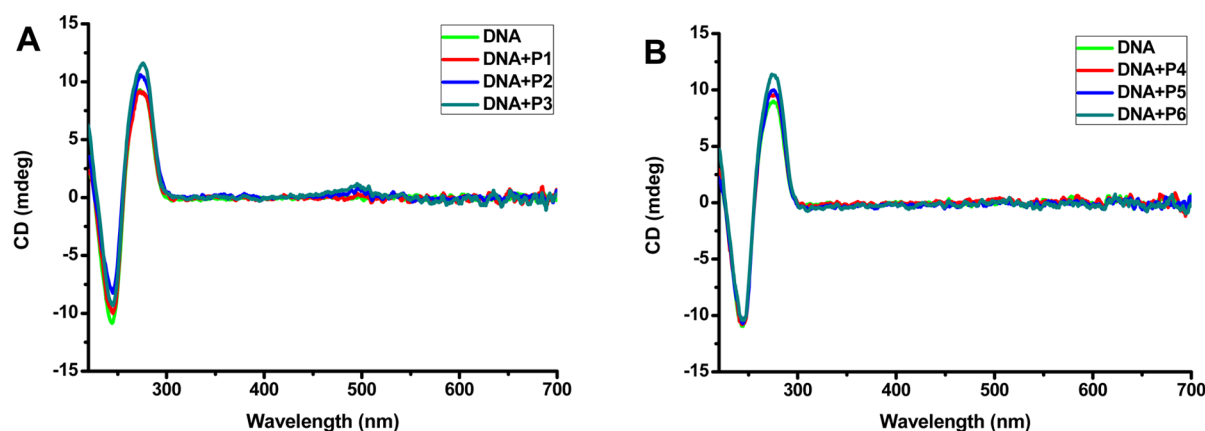 A
DNA
DNA+P1
DNA+P2
DNA+P3
15
10
5
0
-5
-10
-15
CD (mdeg)
300
400
500
600
700
Wavelength (nm)
B
DNA
DNA+P4
DNA+P5
DNA+P6
15
10
5
0
-5
-10
-15
CD (mdeg)
300
400
500
600
700
Wavelength (nm)